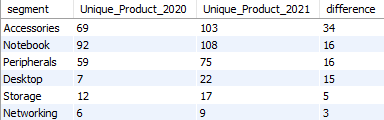 segment Unique_Product_2020 Unique_Product_2021 difference
Accessories 69 103 34
Notebook 92 108 16
Peripherals 59 75 16
Desktop 7 22 15
Storage 12 17 5
Networking 6 9 3